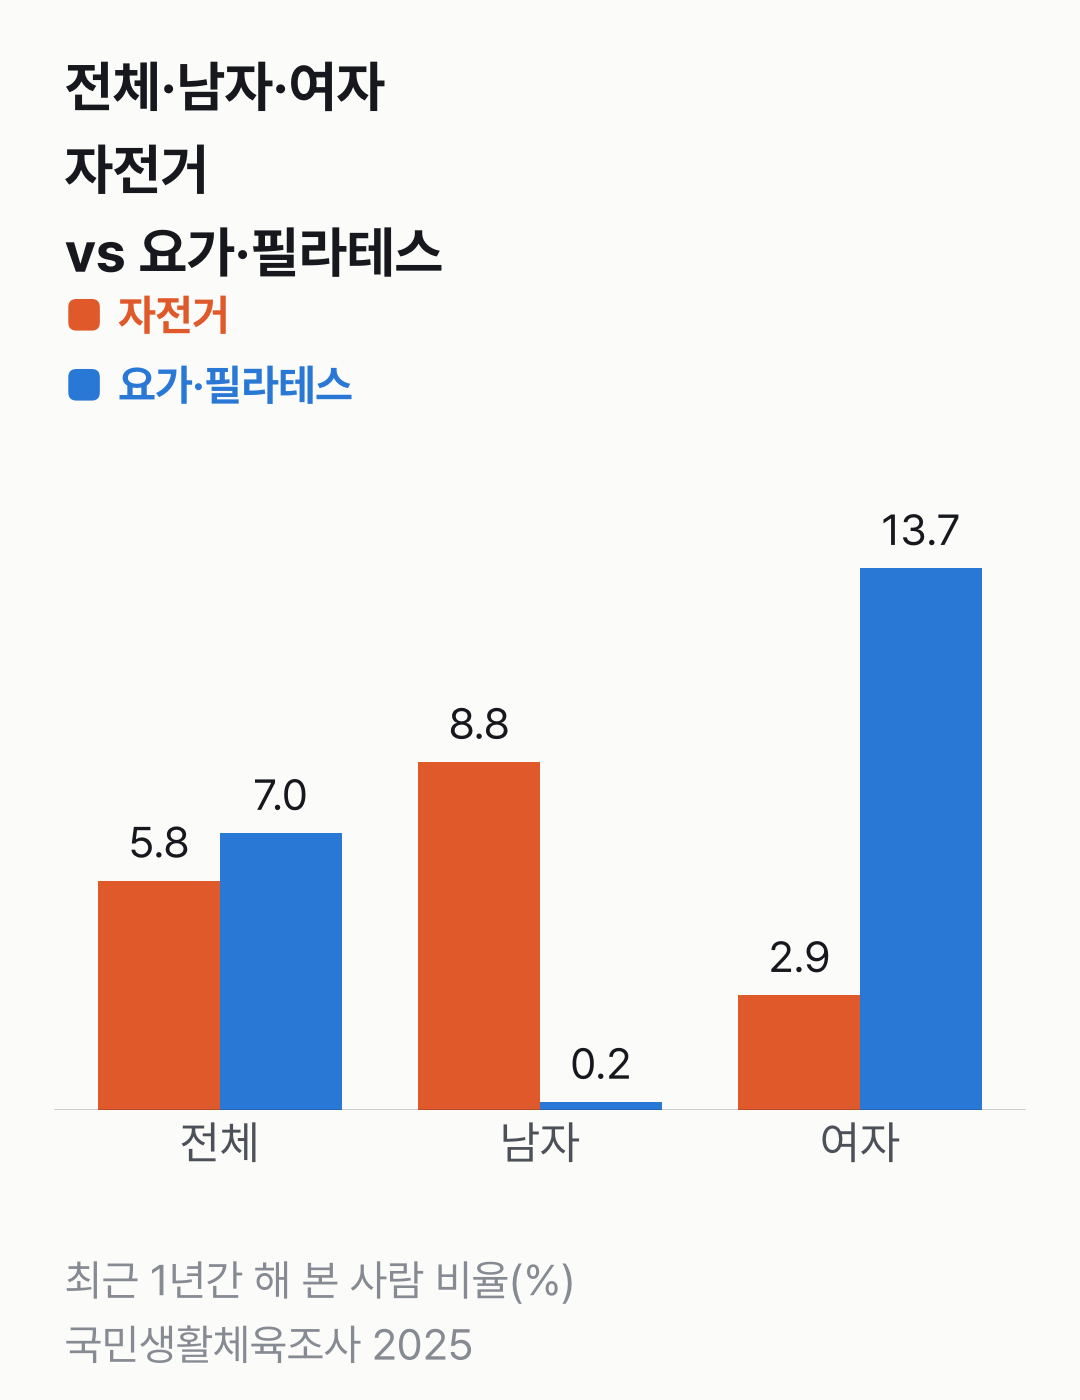 전체·남자·여자
자전거
vs 요가·필라테스
자전거
요가·필라테스
13.7
8.8
7.0
5.8
2.9
0.2
전체 남자 여자
최근 1년간 해 본 사람 비율(%)
국민생활체육조사 2025